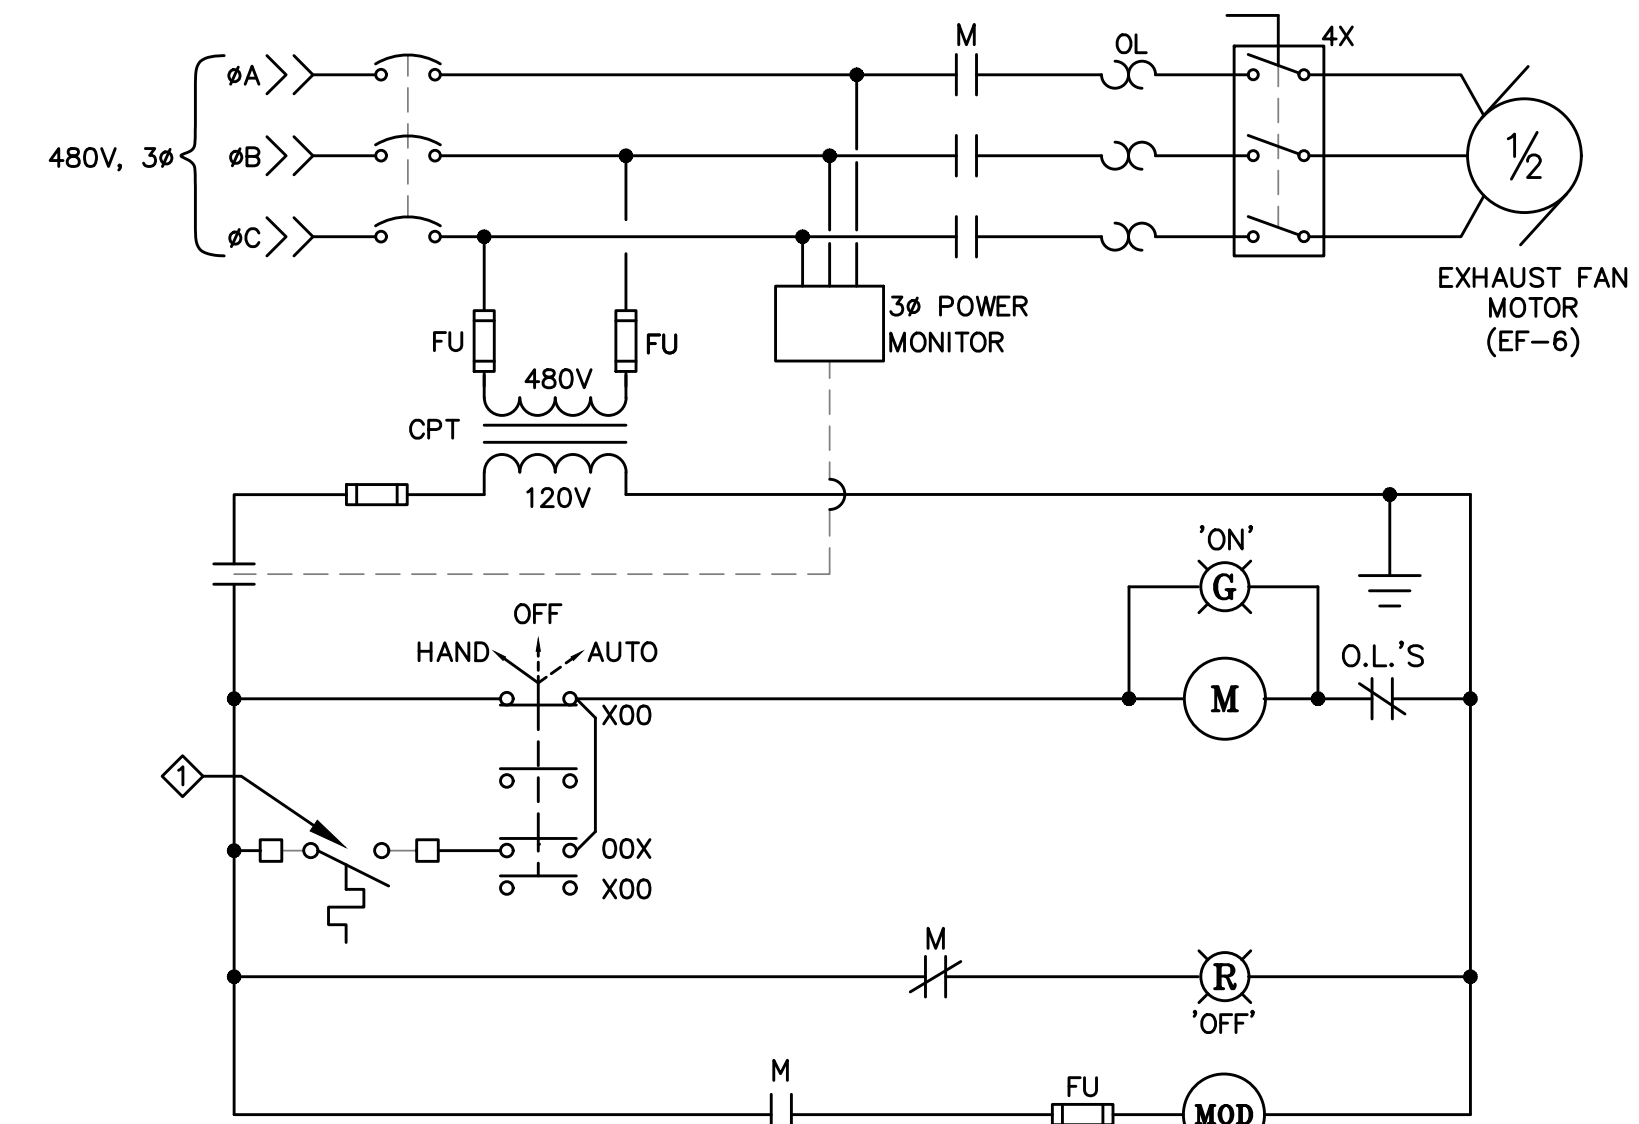 M
OL
4X
øA
480V, 3ø
øB
1/2
øC
EXHAUST FAN
MOTOR
(EF-6)
3ø POWER
MONITOR
FU
FU
480V
CPT
120V
'ON'
G
OFF
HAND
AUTO
O.L.'S
M
X00
1
00X
X00
M
R
'OFF'
M
FU
MOD